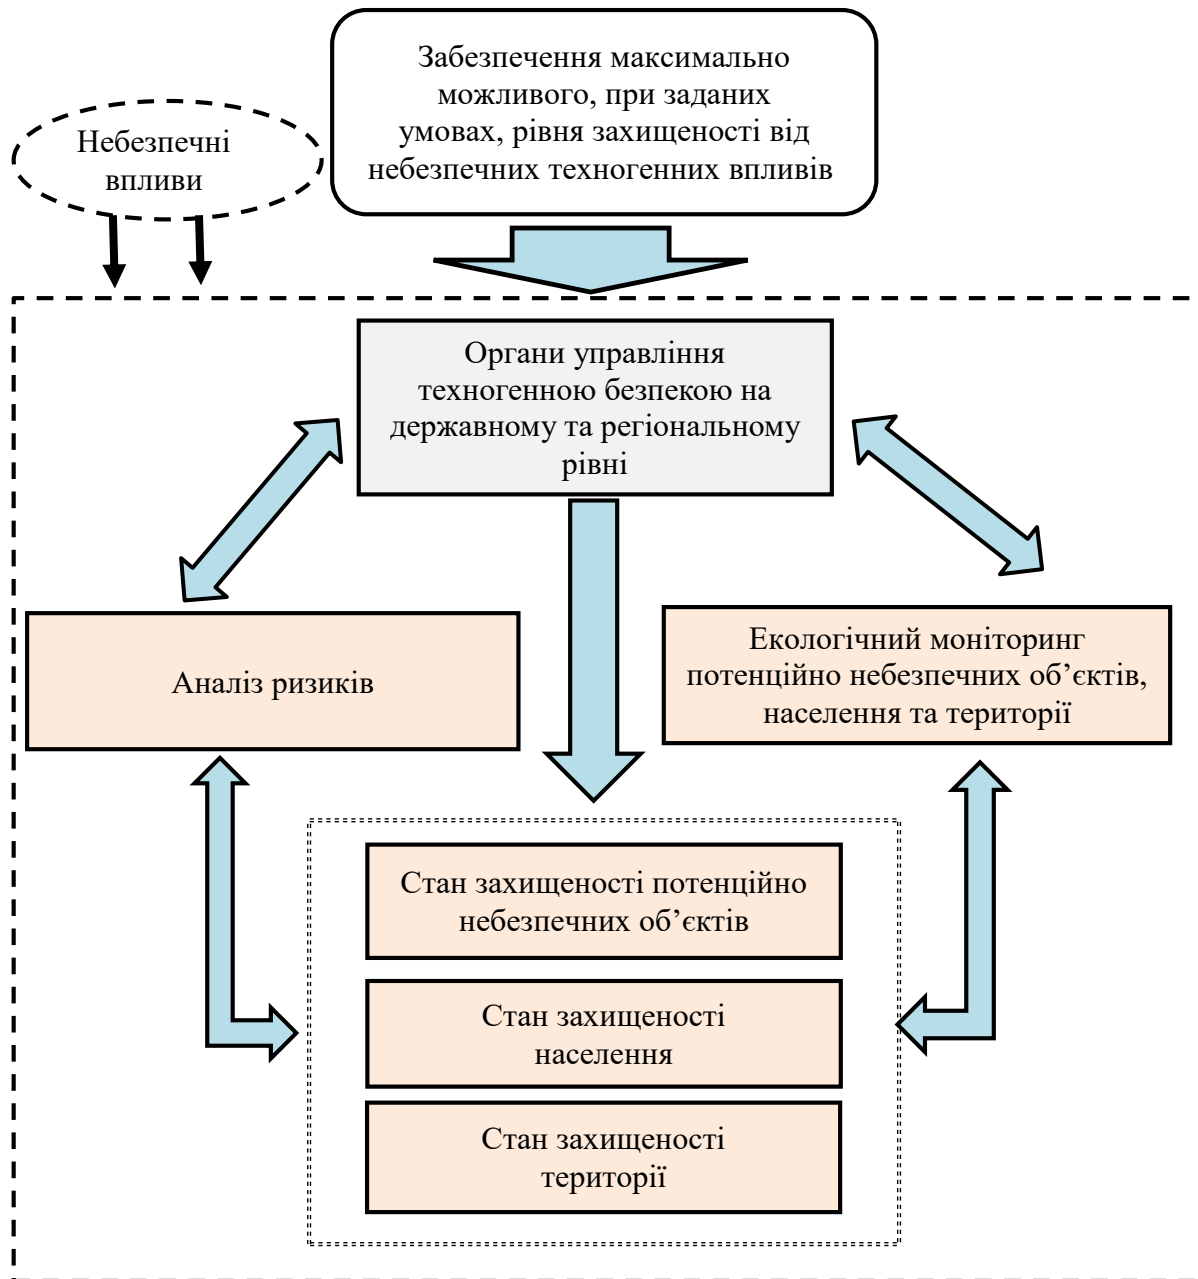 Забезпечення максимально
можливого, при заданих
умовах, рівня захищеності від
небезпечних техногенних впливів
Небезпечні
впливи
Органи управління
техногенною безпекою на
державному та регіональному
рівні
Аналіз ризиків
Екологічний моніторинг
потенційно небезпечних об’єктів,
населення та території
Стан захищеності потенційно
небезпечних об’єктів
Стан захищеності
населення
Стан захищеності
території